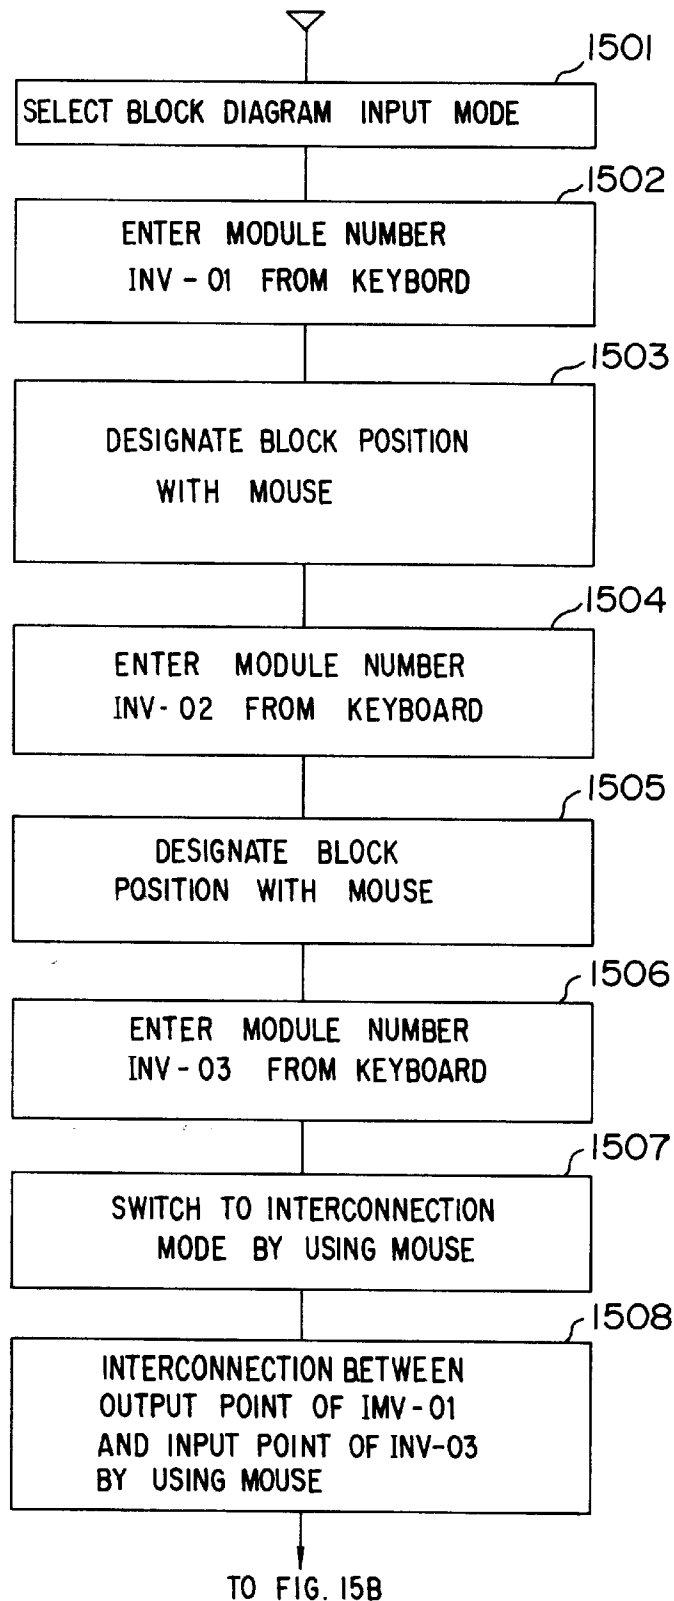 1501
SELECT BLOCK DIAGRAM INPUT MODE
1502
ENTER MODULE NUMBER
INV - 01 FROM KEYBORD
1503
DESIGNATE BLOCK POSITION
WITH MOUSE
1504
ENTER MODULE NUMBER
INV - 02 FROM KEYBOARD
1505
DESIGNATE BLOCK
POSITION WITH MOUSE
1506
ENTER MODULE NUMBER
INV - 03 FROM KEYBOARD
1507
SWITCH TO INTERCONNECTION
MODE BY USING MOUSE
1508
INTERCONNECTION BETWEEN
OUTPUT POINT OF IMV - 01
AND INPUT POINT OF INV-03
BY USING MOUSE
TO FIG. 15B